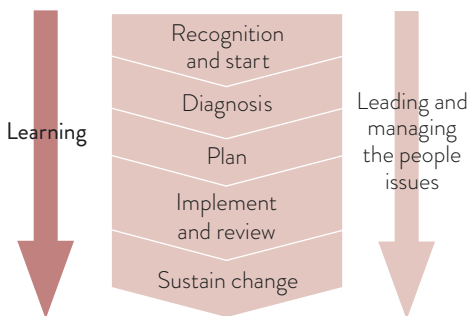 Learning
Recognition
and start
Diagnosis
Plan
Implement
and review
Sustain change
Leading and
managing
the people
issues